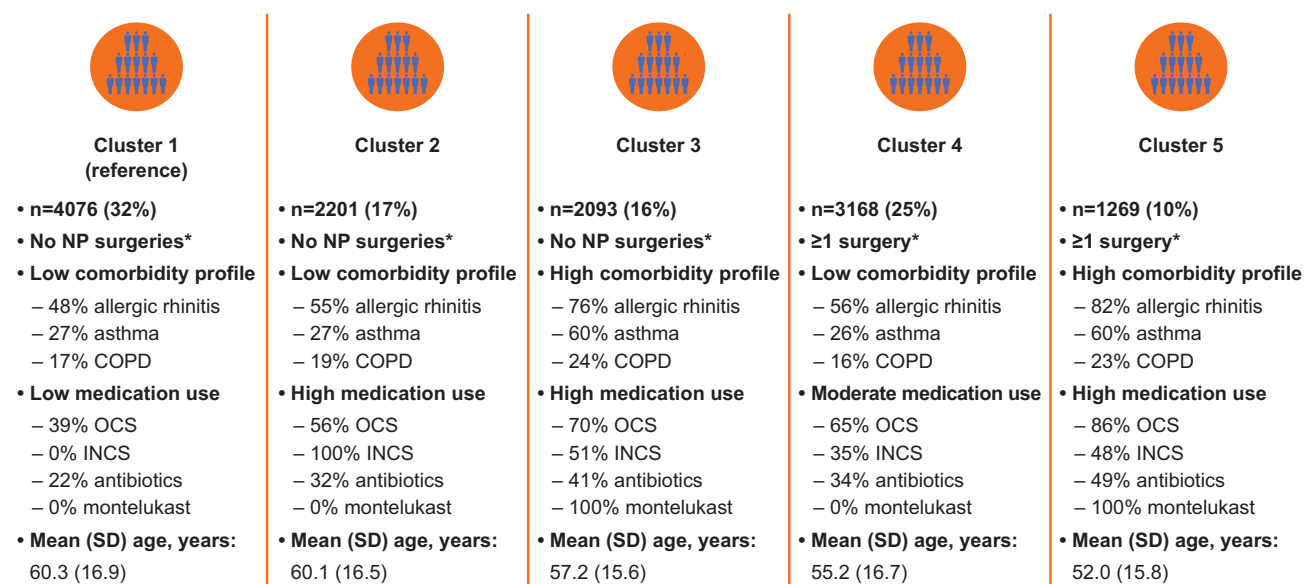 Cluster 1
(reference)
• n=4076 (32%)
• No NP surgeries*
• Low comorbidity profile
– 48% allergic rhinitis
– 27% asthma
– 17% COPD
• Low medication use
– 39% OCS
– 0% INCS
– 22% antibiotics
– 0% montelukast
• Mean (SD) age, years:
60.3 (16.9)
Cluster 2
• n=2201 (17%)
• No NP surgeries*
• Low comorbidity profile
– 55% allergic rhinitis
– 27% asthma
– 19% COPD
• High medication use
– 56% OCS
– 100% INCS
– 32% antibiotics
– 0% montelukast
• Mean (SD) age, years:
60.1 (16.5)
Cluster 3
• n=2093 (16%)
• No NP surgeries*
• High comorbidity profile
– 76% allergic rhinitis
– 60% asthma
– 24% COPD
• High medication use
– 70% OCS
– 51% INCS
– 41% antibiotics
– 100% montelukast
• Mean (SD) age, years:
57.2 (15.6)
Cluster 4
• n=3168 (25%)
• ≥1 surgery*
• Low comorbidity profile
– 56% allergic rhinitis
– 26% asthma
– 16% COPD
• Moderate medication use
– 65% OCS
– 35% INCS
– 34% antibiotics
– 0% montelukast
• Mean (SD) age, years:
55.2 (16.7)
Cluster 5
• n=1269 (10%)
• ≥1 surgery*
• High comorbidity profile
– 82% allergic rhinitis
– 60% asthma
– 23% COPD
• High medication use
– 86% OCS
– 48% INCS
– 49% antibiotics
– 100% montelukast
• Mean (SD) age, years:
52.0 (15.8)